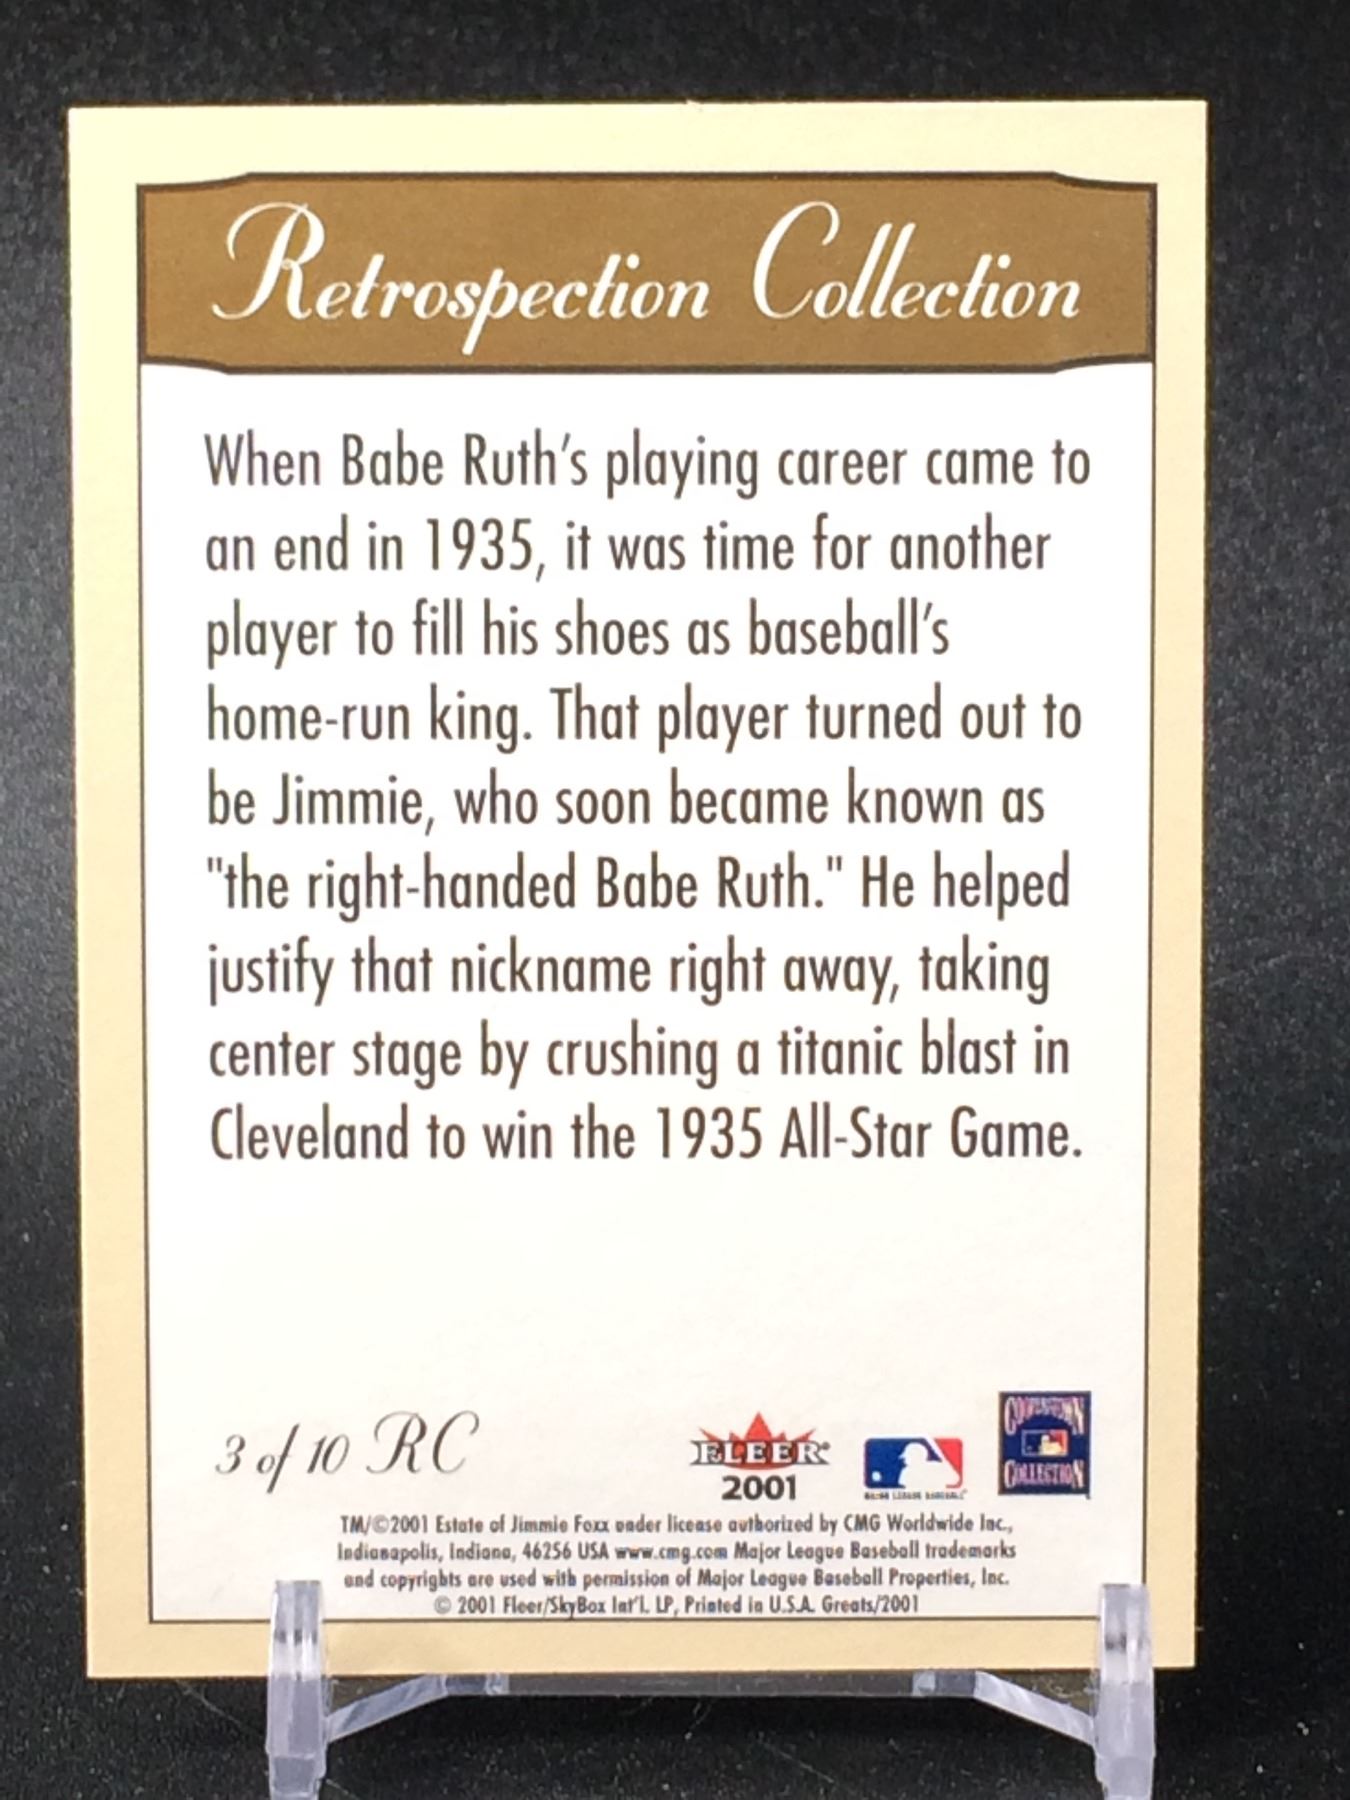 Retrospection Collection
When Babe Ruth's playing career came to
an end in 1935, it was time for another
player to fill his shoes as baseball's
home-run king. That player turned out to
be Jimmie, who soon became known as
"the right-handed Babe Ruth." He helped
justify that nickname right away, taking
center stage by crushing a titanic blast in
Cleveland to win the 1935 All-Star Game.
3 of 10 RC
FLEER®
2001
MAJOR LEAGUE BASEBALL
COOPERSTOWN
COLLECTION
TM/©2001 Estate of Jimmie Foxx under license authorized by CMG Worldwide Inc.,
Indianapolis, Indiana, 46256 USA www.cmg.com Major League Baseball trademarks
and copyrights are used with permission of Major League Baseball Properties, Inc.
© 2001 Fleer/SkyBox Int'l. LP, Printed in U.S.A. Greats/2001